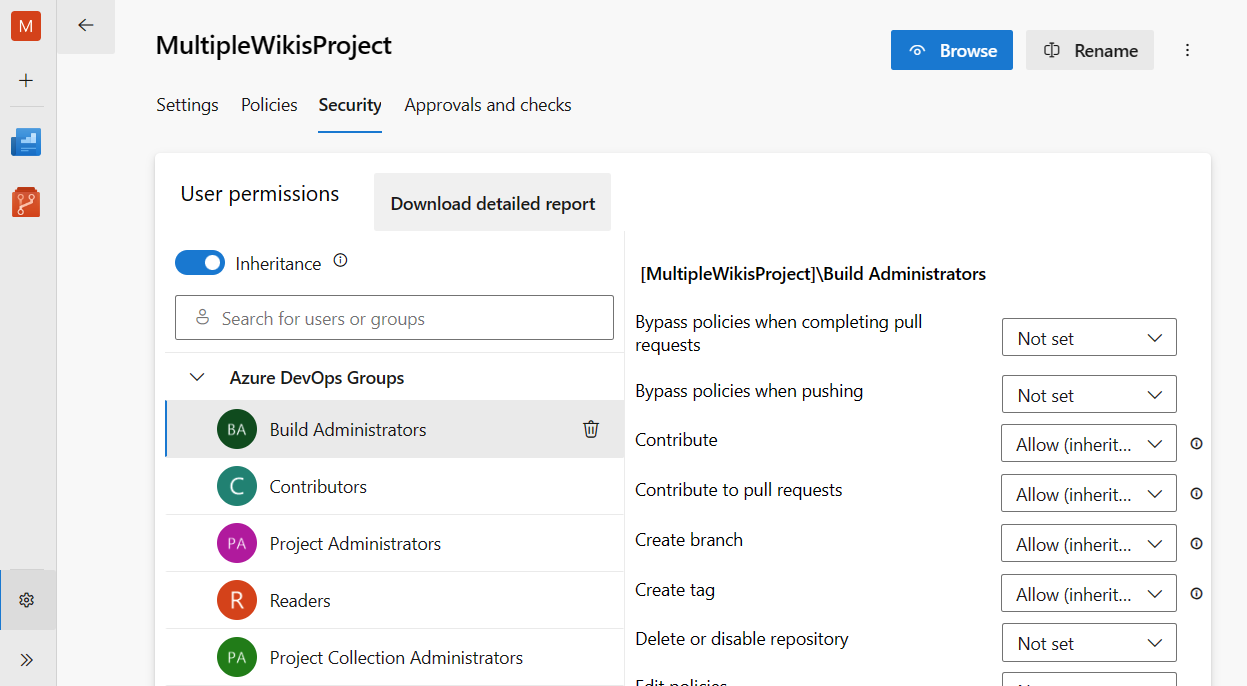 M
MultipleWikisProject
Browse
Rename
Settings
Policies
Security
Approvals and checks
User permissions
Download detailed report
Inheritance
Search for users or groups
Azure DevOps Groups
BA Build Administrators
C Contributors
PA Project Administrators
R Readers
PA Project Collection Administrators
[MultipleWikisProject]\Build Administrators
Bypass policies when completing pull
requests
Not set
Bypass policies when pushing
Not set
Contribute
Allow (inherit...
Contribute to pull requests
Allow (inherit...
Create branch
Allow (inherit...
Create tag
Allow (inherit...
Delete or disable repository
Not set
Edit policies